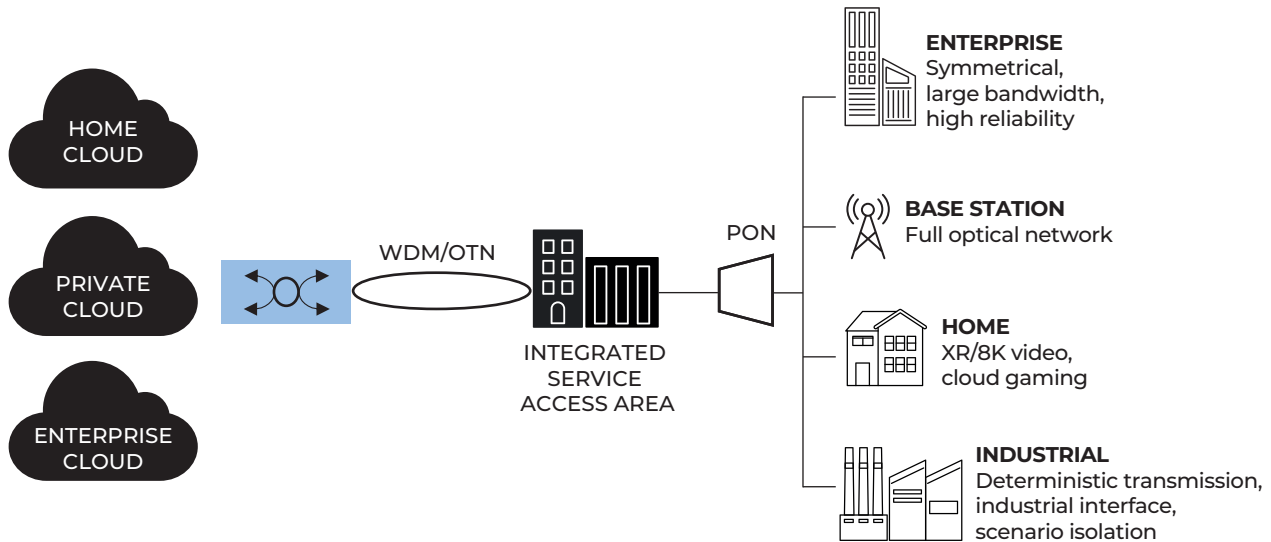 HOME
CLOUD
PRIVATE
CLOUD
ENTERPRISE
CLOUD
WDM/OTN
INTEGRATED
SERVICE
ACCESS AREA
PON
ENTERPRISE
Symmetrical,
large bandwidth,
high reliability
BASE STATION
Full optical network
HOME
XR/8K video,
cloud gaming
INDUSTRIAL
Deterministic transmission,
industrial interface,
scenario isolation